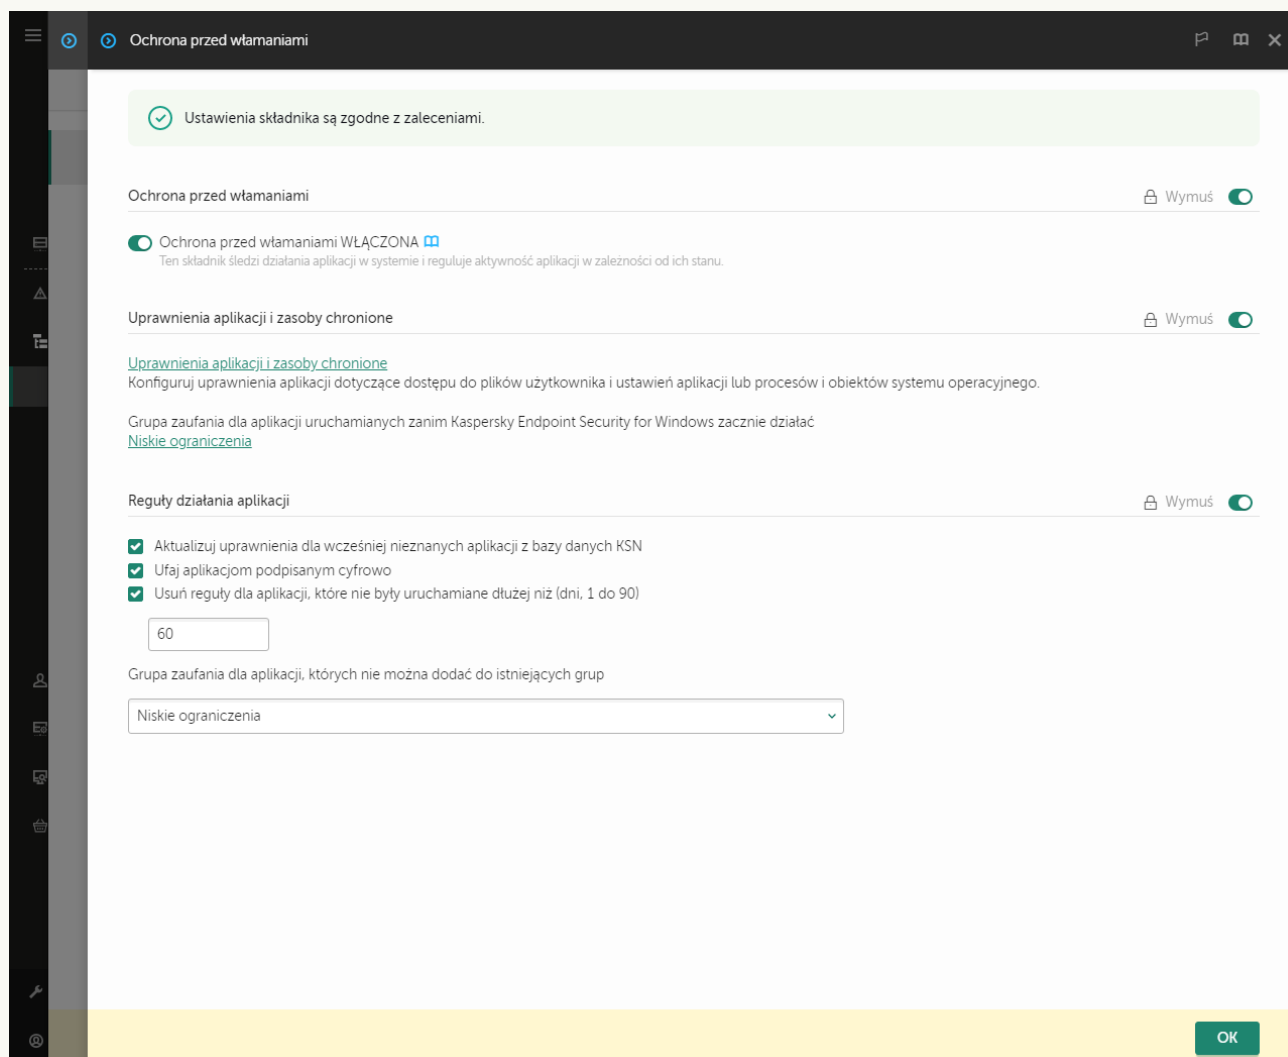 Ochrona przed włamaniami
Ustawienia składnika są zgodne z zaleceniami.
Ochrona przed włamaniami
Wymuś
Ochrona przed włamaniami WŁĄCZONA
Ten składnik śledzi działania aplikacji w systemie i reguluje aktywność aplikacji w zależności od ich stanu.
Uprawnienia aplikacji i zasoby chronione
Wymuś
Uprawnienia aplikacji i zasoby chronione
Konfiguruj uprawnienia aplikacji dotyczące dostępu do plików użytkownika i ustawień aplikacji lub procesów i obiektów systemu operacyjnego.
Grupa zaufania dla aplikacji uruchamianych zanim Kaspersky Endpoint Security for Windows zacznie działać
Niskie ograniczenia
Reguły działania aplikacji
Wymuś
Aktualizuj uprawnienia dla wcześniej nieznanych aplikacji z bazy danych KSN
Ufaj aplikacjom podpisanym cyfrowo
Usuń reguły dla aplikacji, które nie były uruchamiane dłużej niż (dni, 1 do 90)
60
Grupa zaufania dla aplikacji, których nie można dodać do istniejących grup
Niskie ograniczenia
OK